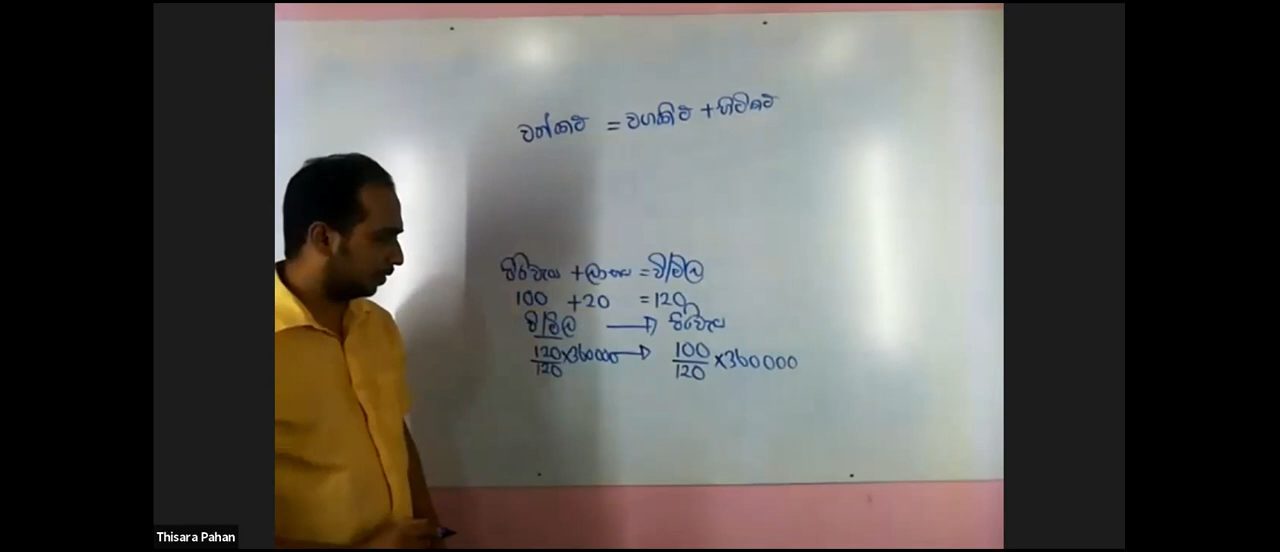 වත්කම් = වගකීම් + හිමිකම්
පිරිවැය + ලාභය = වි/මිල
100 + 20 = 120
වි/මිල → පිරිවැය
120/120 × 360000 → 100/120 × 360000
Thisara Pahan